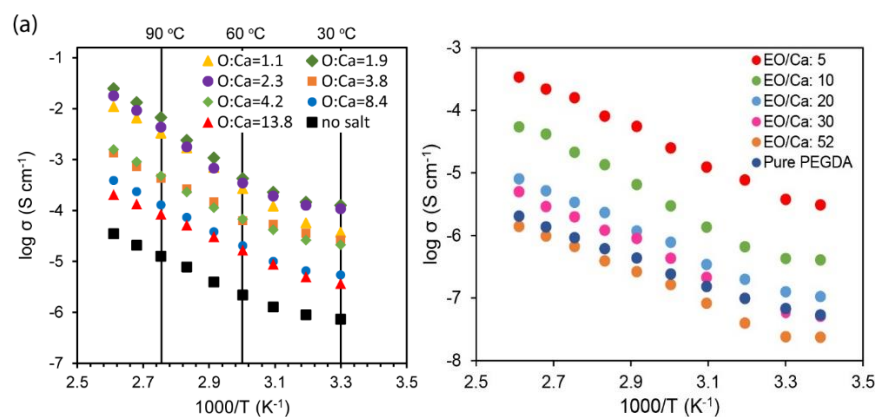 (a)
90 °C 60 °C 30 °C
O:Ca=1.1 O:Ca=1.9
O:Ca=2.3 O:Ca=3.8
O:Ca=4.2 O:Ca=8.4
O:Ca=13.8 no salt
log σ (S cm⁻¹)
-1
-2
-3
-4
-5
-6
-7
2.5 2.7 2.9 3.1 3.3 3.5
1000/T (K⁻¹)
EO/Ca: 5
EO/Ca: 10
EO/Ca: 20
EO/Ca: 30
EO/Ca: 52
Pure PEGDA
log σ (S cm⁻¹)
-3
-4
-5
-6
-7
-8
2.5 2.7 2.9 3.1 3.3 3.5
1000/T (K⁻¹)